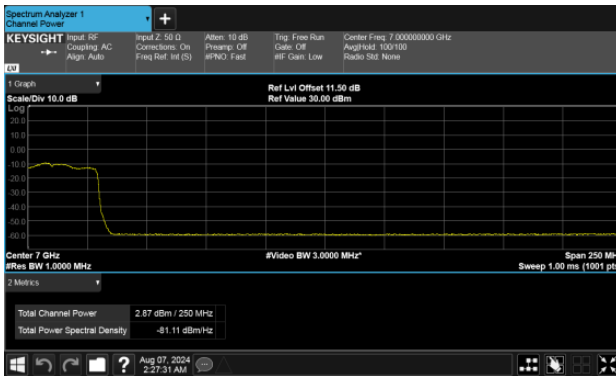 Spectrum Analyzer 1
Channel Power
+
KEYSIGHT Input: RF Input Z: 50 Ω Atten: 10 dB Trig: Free Run Center Freq: 7.000000000 GHz
Coupling: AC Corrections: On Preamp: Off Gate: Off Avg|Hold: 100/100
Align: Auto Freq Ref: Int (S) #PNO: Fast #IF Gain: Low Radio Std: None
LXI
1 Graph
Ref Lvl Offset 11.50 dB
Scale/Div 10.0 dB Ref Value 30.00 dBm
Log
20.0
10.0
0.00
-10.0
-20.0
-30.0
-40.0
-50.0
-60.0
Center 7 GHz #Video BW 3.0000 MHz* Span 250 MH
#Res BW 1.0000 MHz Sweep 1.00 ms (1001 pts
2 Metrics
Total Channel Power 2.87 dBm / 250 MHz
Total Power Spectral Density -81.11 dBm/Hz
? Aug 07, 2024
2:27:31 AM